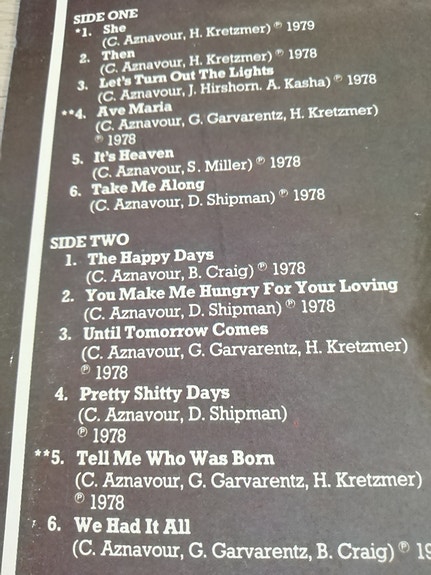 SIDE ONE
*1. She
(C. Aznavour, H. Kretzmer) ℗ 1979
2. Then
(C. Aznavour, H. Kretzmer) ℗ 1978
3. Let's Turn Out The Lights
(C. Aznavour, J. Hirshorn. A. Kasha) ℗ 1978
**4. Ave Maria
(C. Aznavour, G. Garvarentz, H. Kretzmer)
℗ 1978
5. It's Heaven
(C. Aznavour, S. Miller) ℗ 1978
6. Take Me Along
(C. Aznavour, D. Shipman) ℗ 1978
SIDE TWO
1. The Happy Days
(C. Aznavour, B. Craig) ℗ 1978
2. You Make Me Hungry For Your Loving
(C. Aznavour, D. Shipman) ℗ 1978
3. Until Tomorrow Comes
(C. Aznavour, G. Garvarentz, H. Kretzmer)
℗ 1978
4. Pretty Shitty Days
(C. Aznavour, D. Shipman)
℗ 1978
**5. Tell Me Who Was Born
(C. Aznavour, G. Garvarentz, H. Kretzmer)
℗ 1978
6. We Had It All
(C. Aznavour, G. Garvarentz, B. Craig) ℗